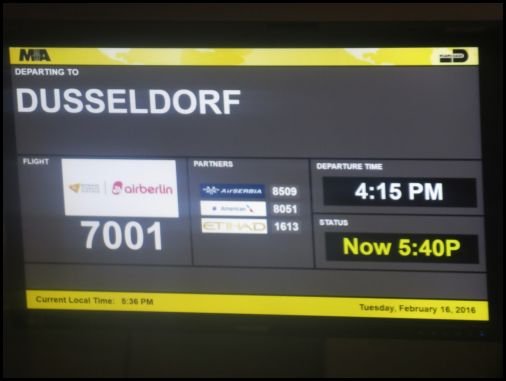 MIA
DEPARTING TO
DUSSELDORF
FLIGHT
airberlin
7001
PARTNERS
AIRSERBIA 8509
American 8051
ETIHAD 1613
DEPARTURE TIME
4:15 PM
STATUS
Now 5:40P
Current Local Time: 5:36 PM
Tuesday, February 16, 2016